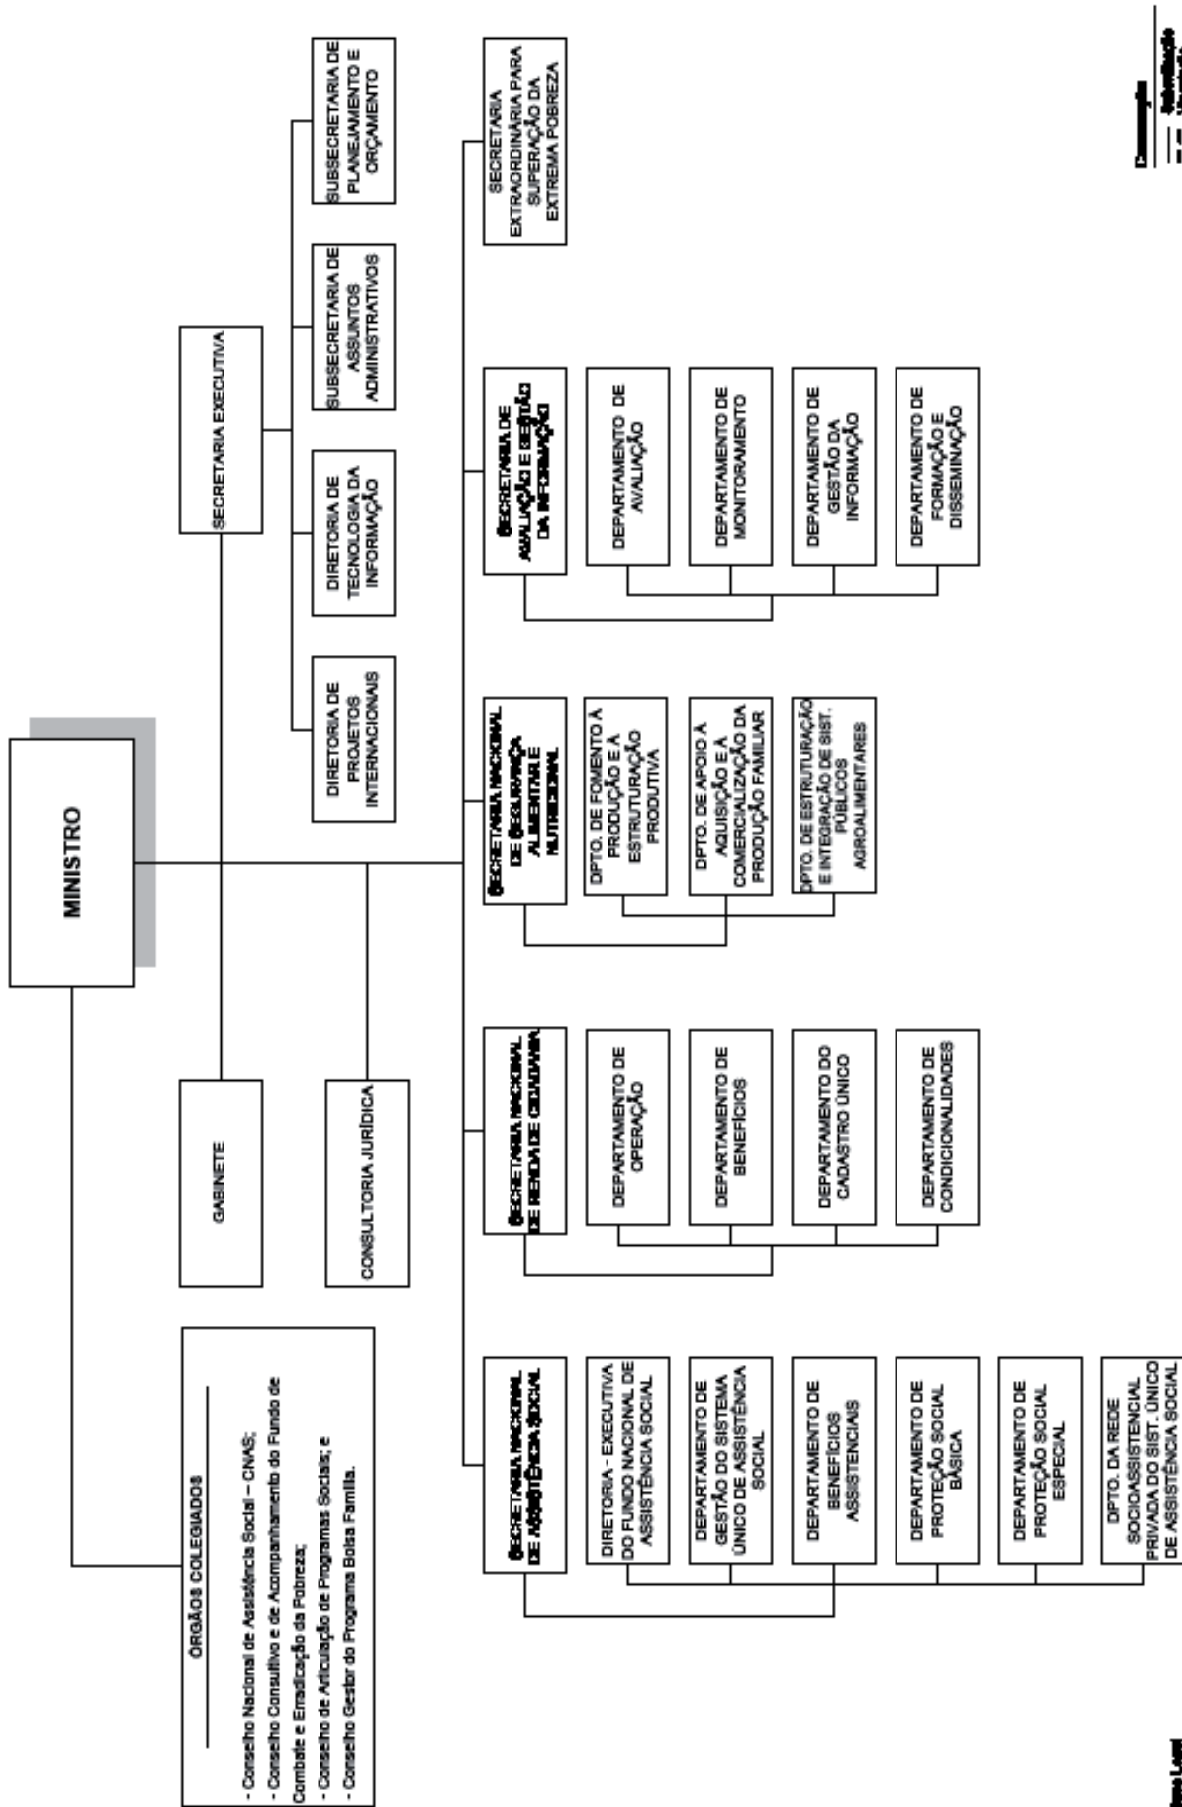 MINISTRO
SECRETARIA EXECUTIVA
GABINETE
CONSULTORIA JURÍDICA
ÓRGÃOS COLEGIADOS
- Conselho Nacional de Assistência Social – CNAS;
- Conselho Consultivo e de Acompanhamento do Fundo de
Combate e Erradicação da Pobreza;
- Conselho de Articulação de Programas Sociais; e
- Conselho Gestor do Programa Bolsa Família.
DIRETORIA DE
PROJETOS
INTERNACIONAIS
DIRETORIA DE
TECNOLOGIA DA
INFORMAÇÃO
SUBSECRETARIA DE
ASSUNTOS
ADMINISTRATIVOS
SUBSECRETARIA DE
PLANEJAMENTO E
ORÇAMENTO
SECRETARIA NACIONAL
DE ASSISTÊNCIA SOCIAL
DIRETORIA - EXECUTIVA
DO FUNDO NACIONAL DE
ASSISTÊNCIA SOCIAL
DEPARTAMENTO DE
GESTÃO DO SISTEMA
ÚNICO DE ASSISTÊNCIA
SOCIAL
DEPARTAMENTO DE
BENEFÍCIOS
ASSISTENCIAIS
DEPARTAMENTO DE
PROTEÇÃO SOCIAL
BÁSICA
DEPARTAMENTO DE
PROTEÇÃO SOCIAL
ESPECIAL
DPTO. DA REDE
SOCIOASSISTENCIAL
PRIVADA DO SIST. ÚNICO
DE ASSISTÊNCIA SOCIAL
SECRETARIA NACIONAL
DE RENDA DE CIDADANIA
DEPARTAMENTO DE
OPERAÇÃO
DEPARTAMENTO DE
BENEFÍCIOS
DEPARTAMENTO DO
CADASTRO ÚNICO
DEPARTAMENTO DE
CONDICIONALIDADES
SECRETARIA NACIONAL
DE SEGURANÇA
ALIMENTAR E
NUTRICIONAL
DPTO. DE FOMENTO À
PRODUÇÃO E À
ESTRUTURAÇÃO
PRODUTIVA
DPTO. DE APOIO À
AQUISIÇÃO E À
COMERCIALIZAÇÃO DA
PRODUÇÃO FAMILIAR
DPTO. DE ESTRUTURAÇÃO
E INTEGRAÇÃO DE SIST.
PÚBLICOS
AGROALIMENTARES
SECRETARIA DE
AVALIAÇÃO E GESTÃO
DA INFORMAÇÃO
DEPARTAMENTO DE
AVALIAÇÃO
DEPARTAMENTO DE
MONITORAMENTO
DEPARTAMENTO DE
GESTÃO DA
INFORMAÇÃO
DEPARTAMENTO DE
FORMAÇÃO E
DISSEMINAÇÃO
SECRETARIA
EXTRAORDINÁRIA PARA
SUPERAÇÃO DA
EXTREMA POBREZA
Subordinação